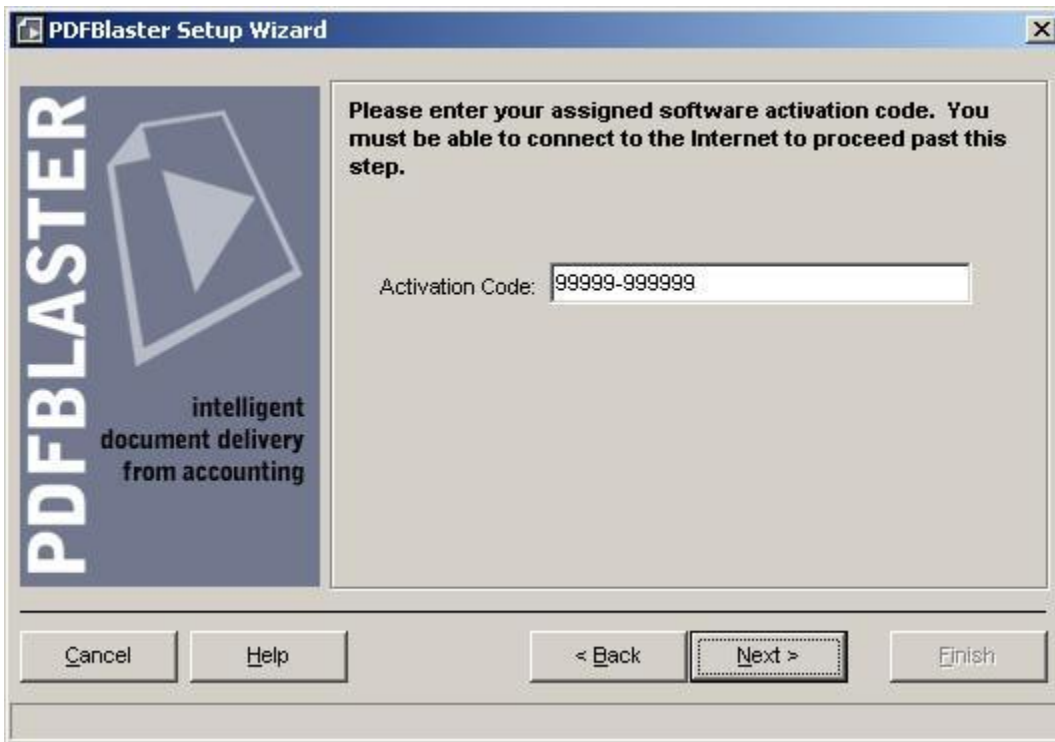 PDFBlaster Setup Wizard
PDFBLASTER
intelligent
document delivery
from accounting
Please enter your assigned software activation code. You
must be able to connect to the Internet to proceed past this
step.
Activation Code: 99999-999999
Cancel Help < Back Next > Finish